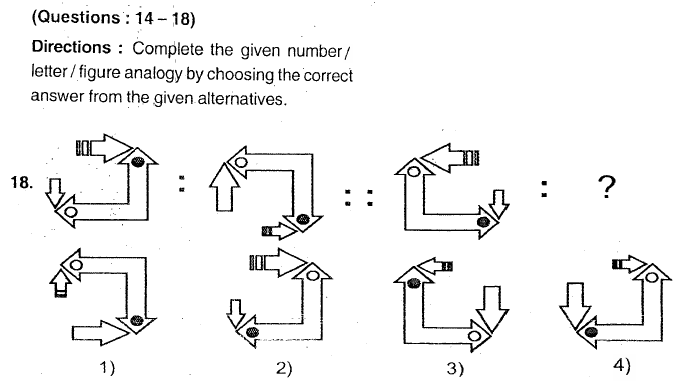 (Questions : 14 – 18)
Directions : Complete the given number/
letter/figure analogy by choosing the correct
answer from the given alternatives.
18. : : : : ?
1) 2) 3) 4)